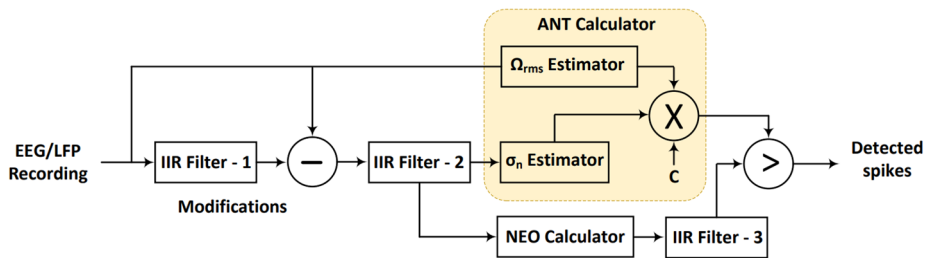 ANT Calculator
Ωrms Estimator
X
EEG/LFP
Recording
IIR Filter - 1
−
IIR Filter - 2
σn Estimator
C
>
Detected
spikes
Modifications
NEO Calculator
IIR Filter - 3